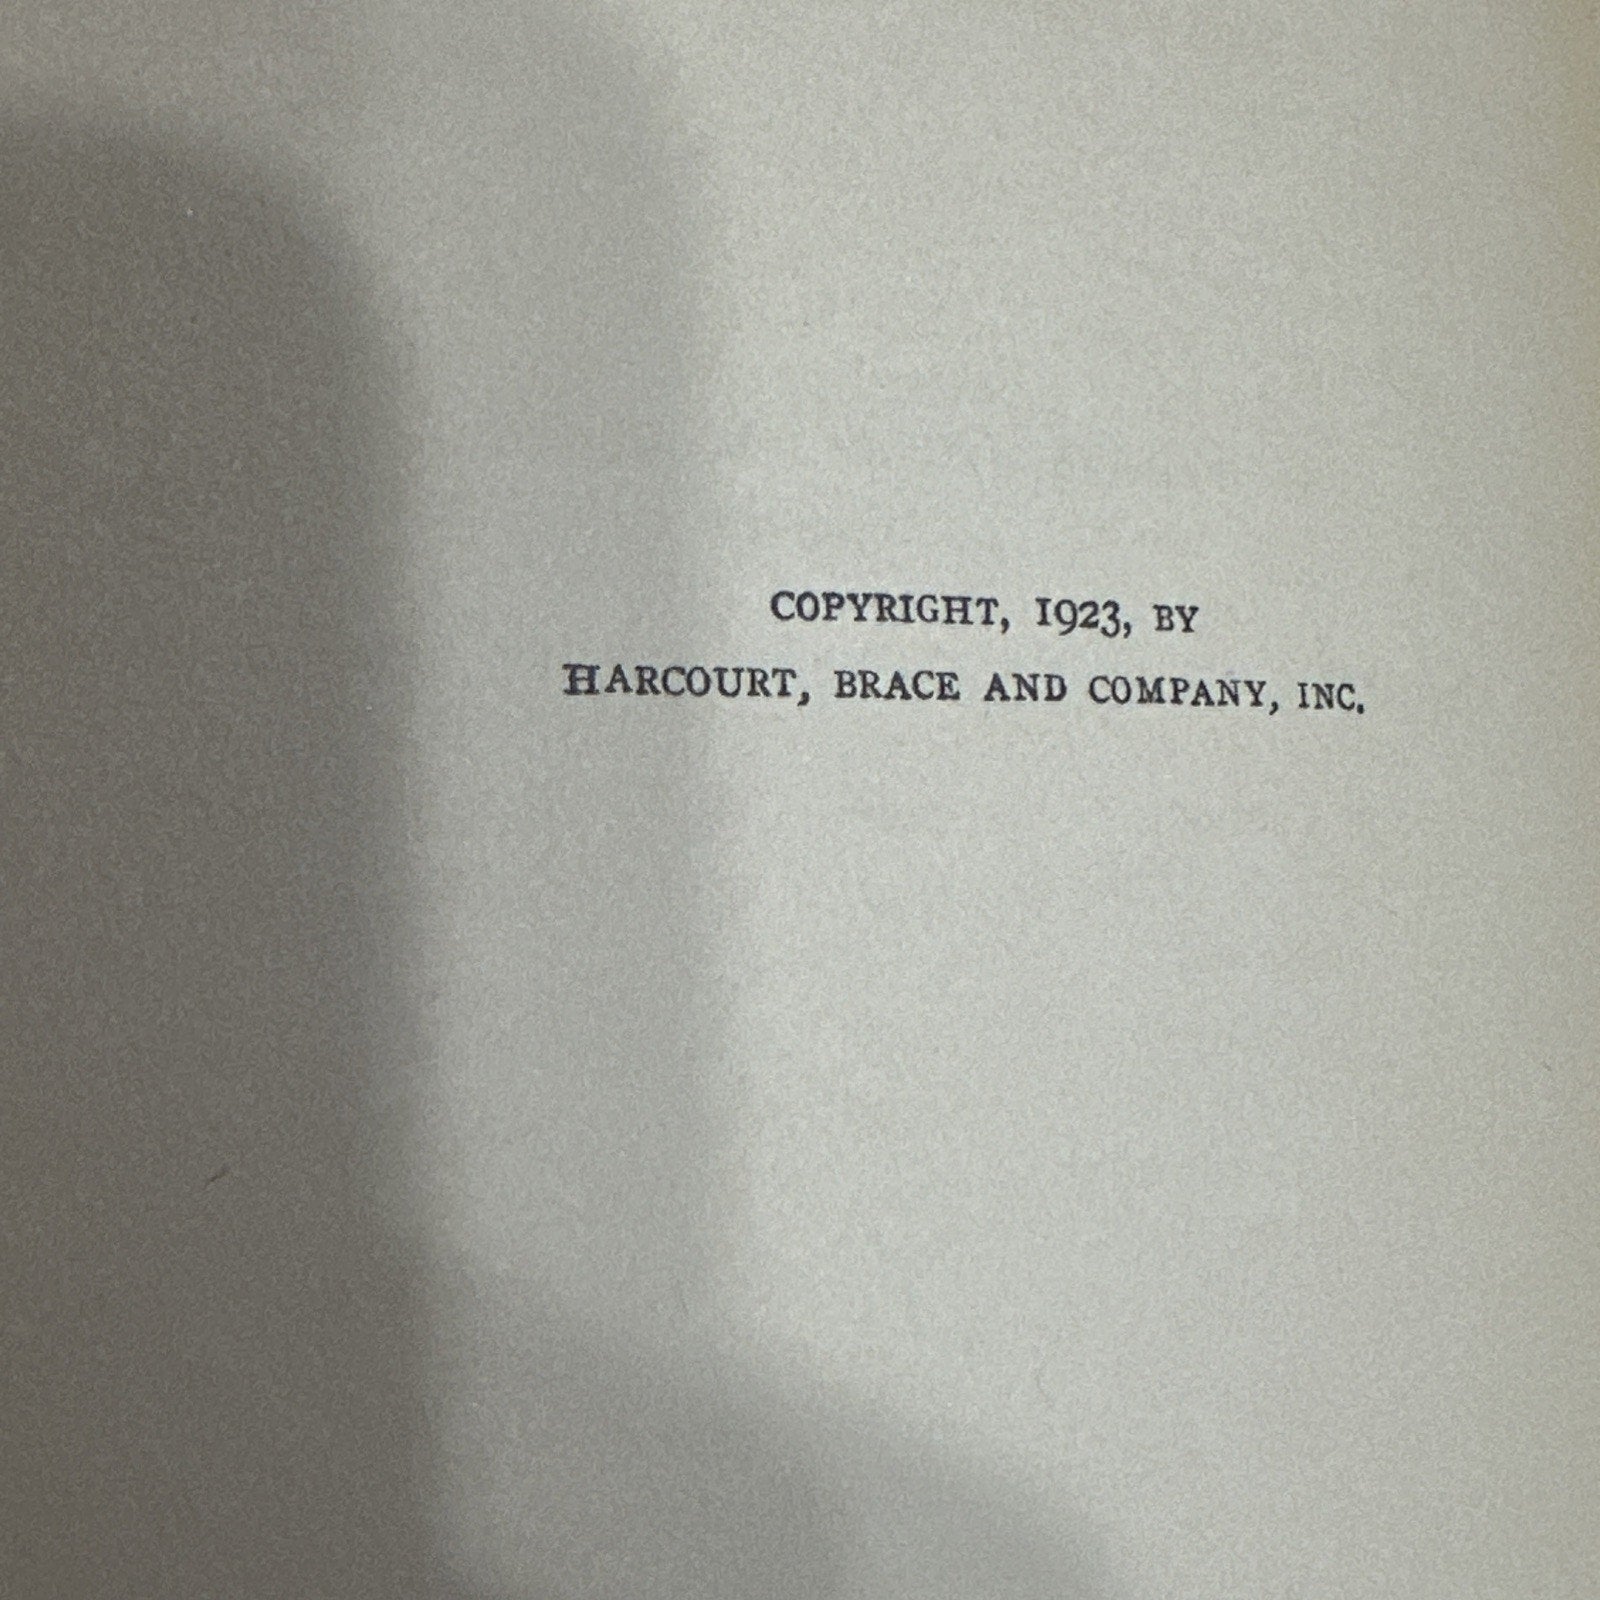 COPYRIGHT, 1923, BY
HARCOURT, BRACE AND COMPANY, INC.